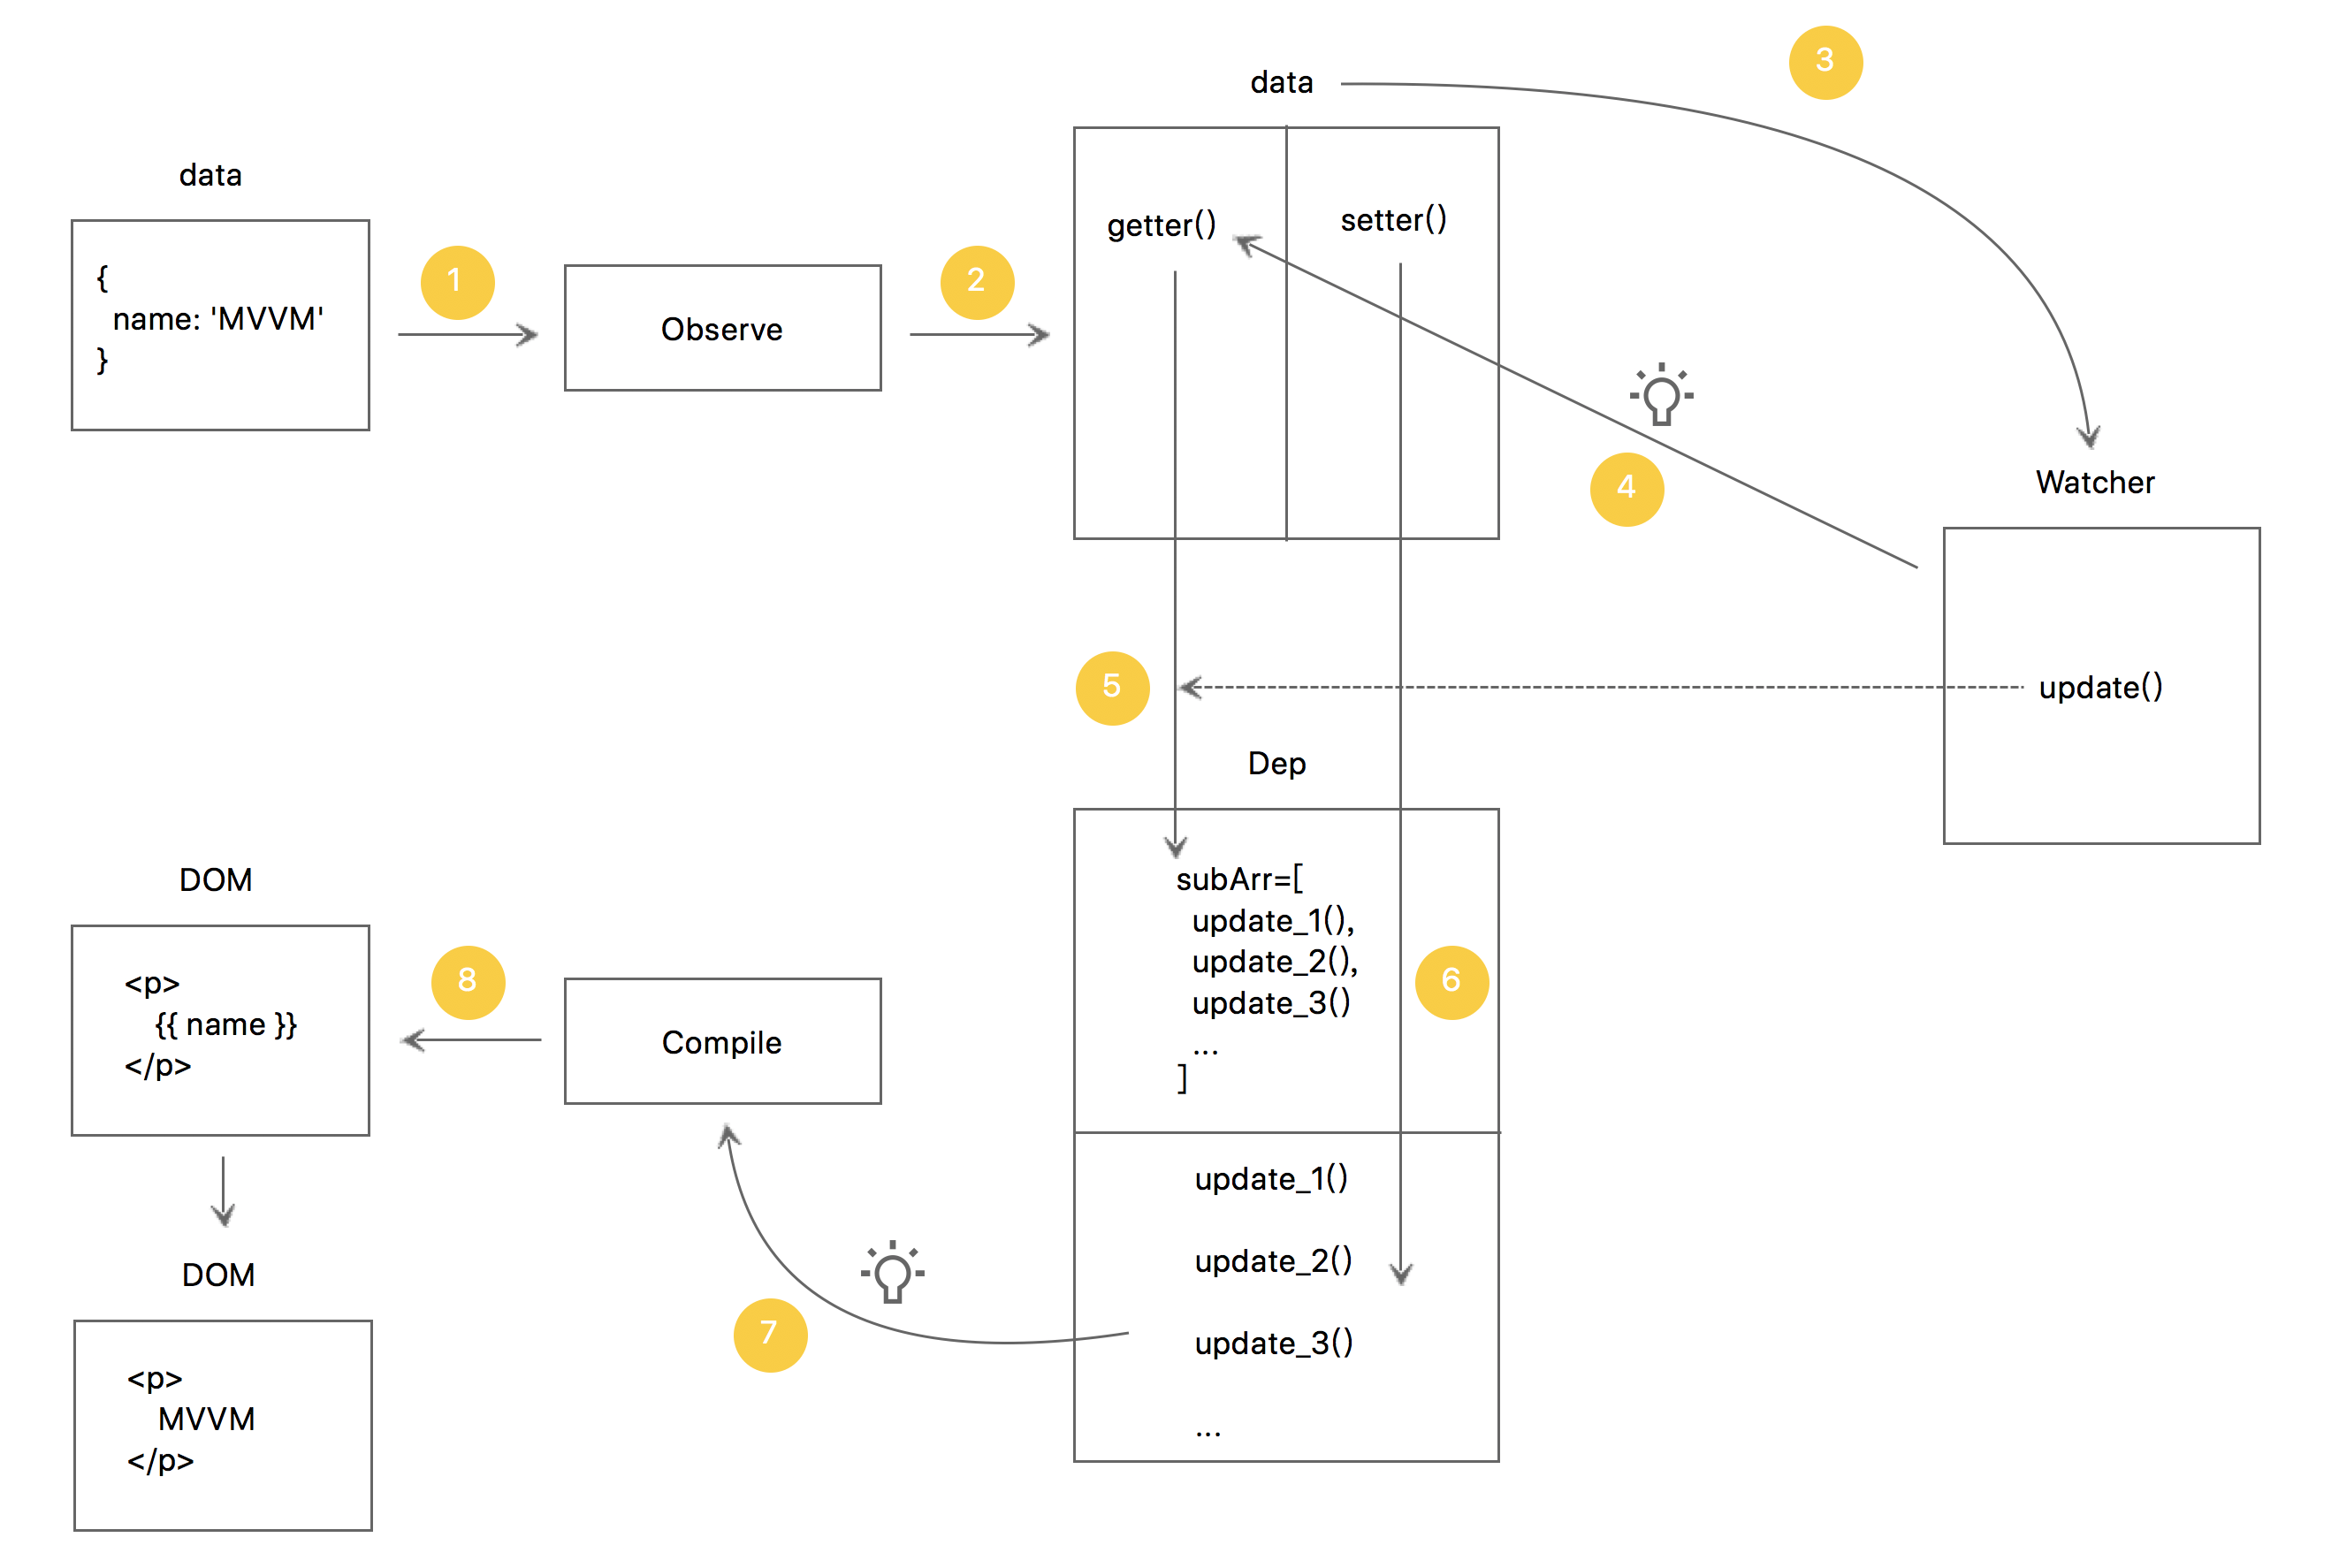 data
3
data
{
name: 'MVVM'
}
1
Observe
2
getter()
setter()
4
Watcher
update()
5
Dep
subArr=[
update_1(),
update_2(),
update_3()
...
]
6
update_1()
update_2()
update_3()
...
7
Compile
8
DOM
<p>
{{ name }}
</p>
DOM
<p>
MVVM
</p>